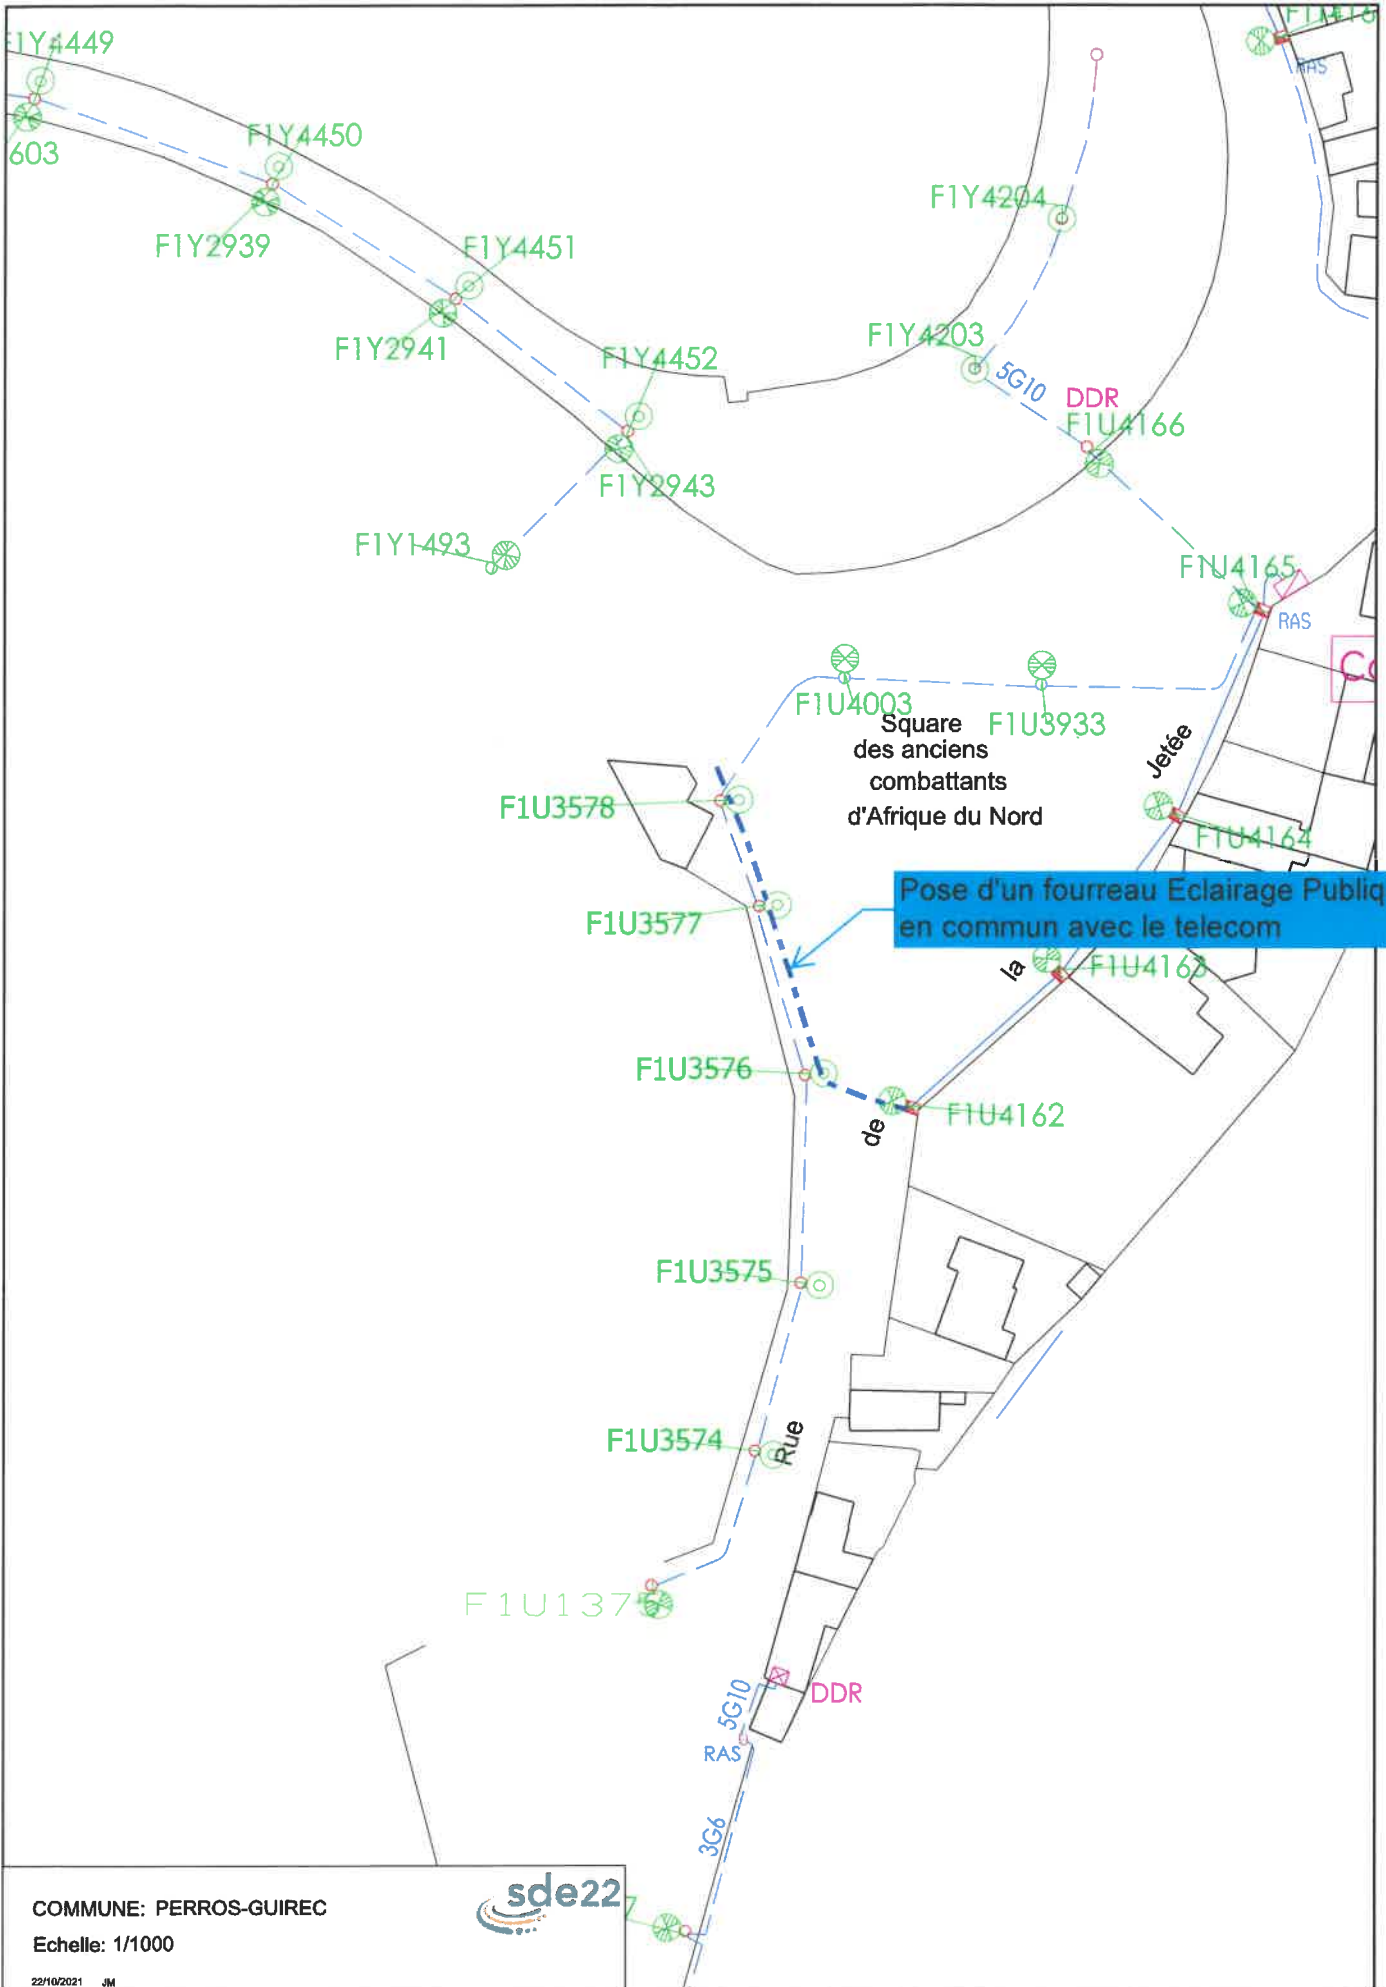 F1Y4449
603
F1Y4450
F1Y2939
F1Y4451
F1Y2941
F1Y4452
F1Y2943
F1Y1493
F1Y4204
F1Y4203
5G10
DDR
F1U4166
RAS
F1U4165
RAS
F1U4003
F1U3933
Square
des anciens
combattants
d'Afrique du Nord
Jetée
F1U3578
F1U4164
Pose d'un fourreau Eclairage Publiq
en commun avec le telecom
F1U3577
la
F1U4163
F1U3576
F1U4162
de
F1U3575
F1U3574
Rue
5G10
DDR
RAS
3G6
COMMUNE: PERROS-GUIREC
sde22
Echelle: 1/1000
22/10/2021 JM